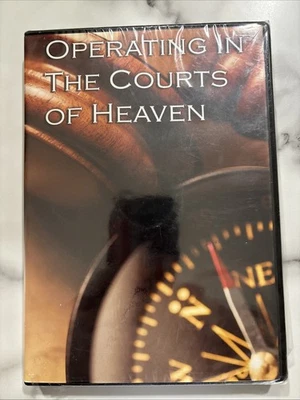 OPERATING IN
THE COURTS
OF HEAVEN
N
NE